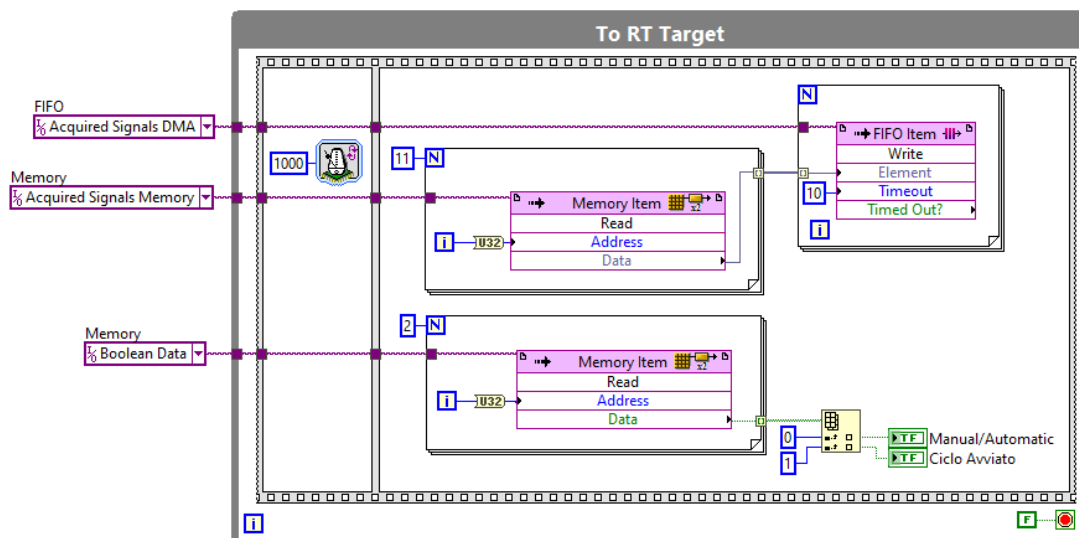 To RT Target
FIFO
I/O Acquired Signals DMA
1000
Memory
I/O Acquired Signals Memory
11 N
Memory Item x2
Read
i U32 Address
Data
N
FIFO Item
Write
Element
10 Timeout
Timed Out?
i
Memory
I/O Boolean Data
2 N
Memory Item x2
Read
i U32 Address
Data
0
1
TF Manual/Automatic
TF Ciclo Avviato
i
F